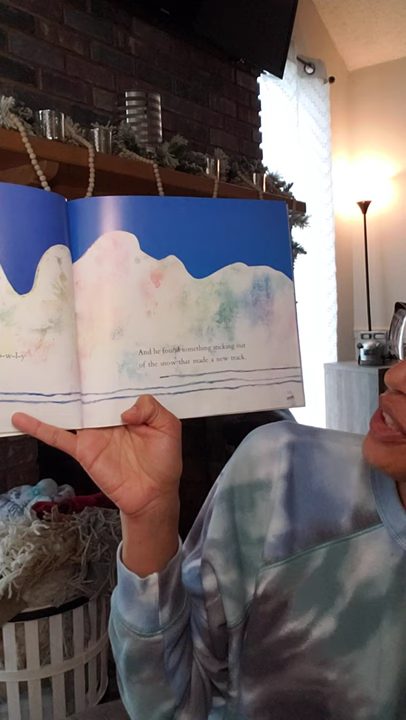 And he found something sticking out
of the snow that made a new track.